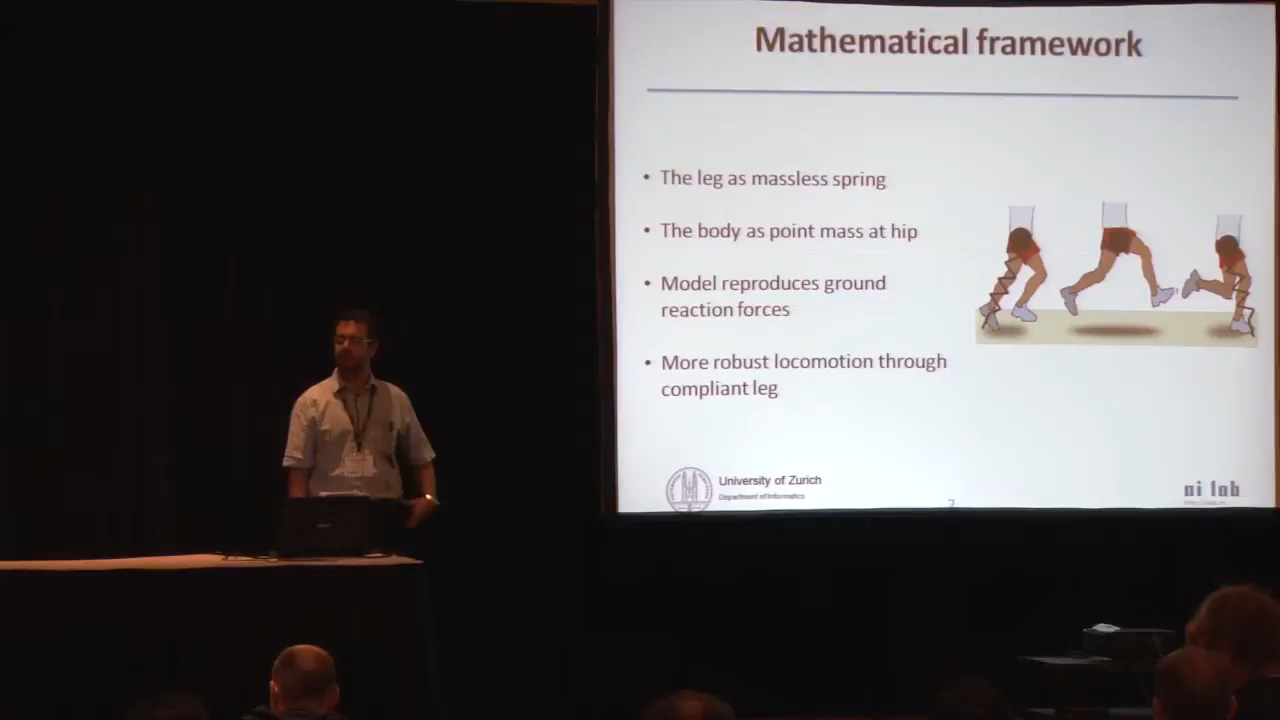 Mathematical framework
• The leg as massless spring
• The body as point mass at hip
• Model reproduces ground
reaction forces
• More robust locomotion through
compliant leg
University of Zurich
Department of Informatics
ai lab
7